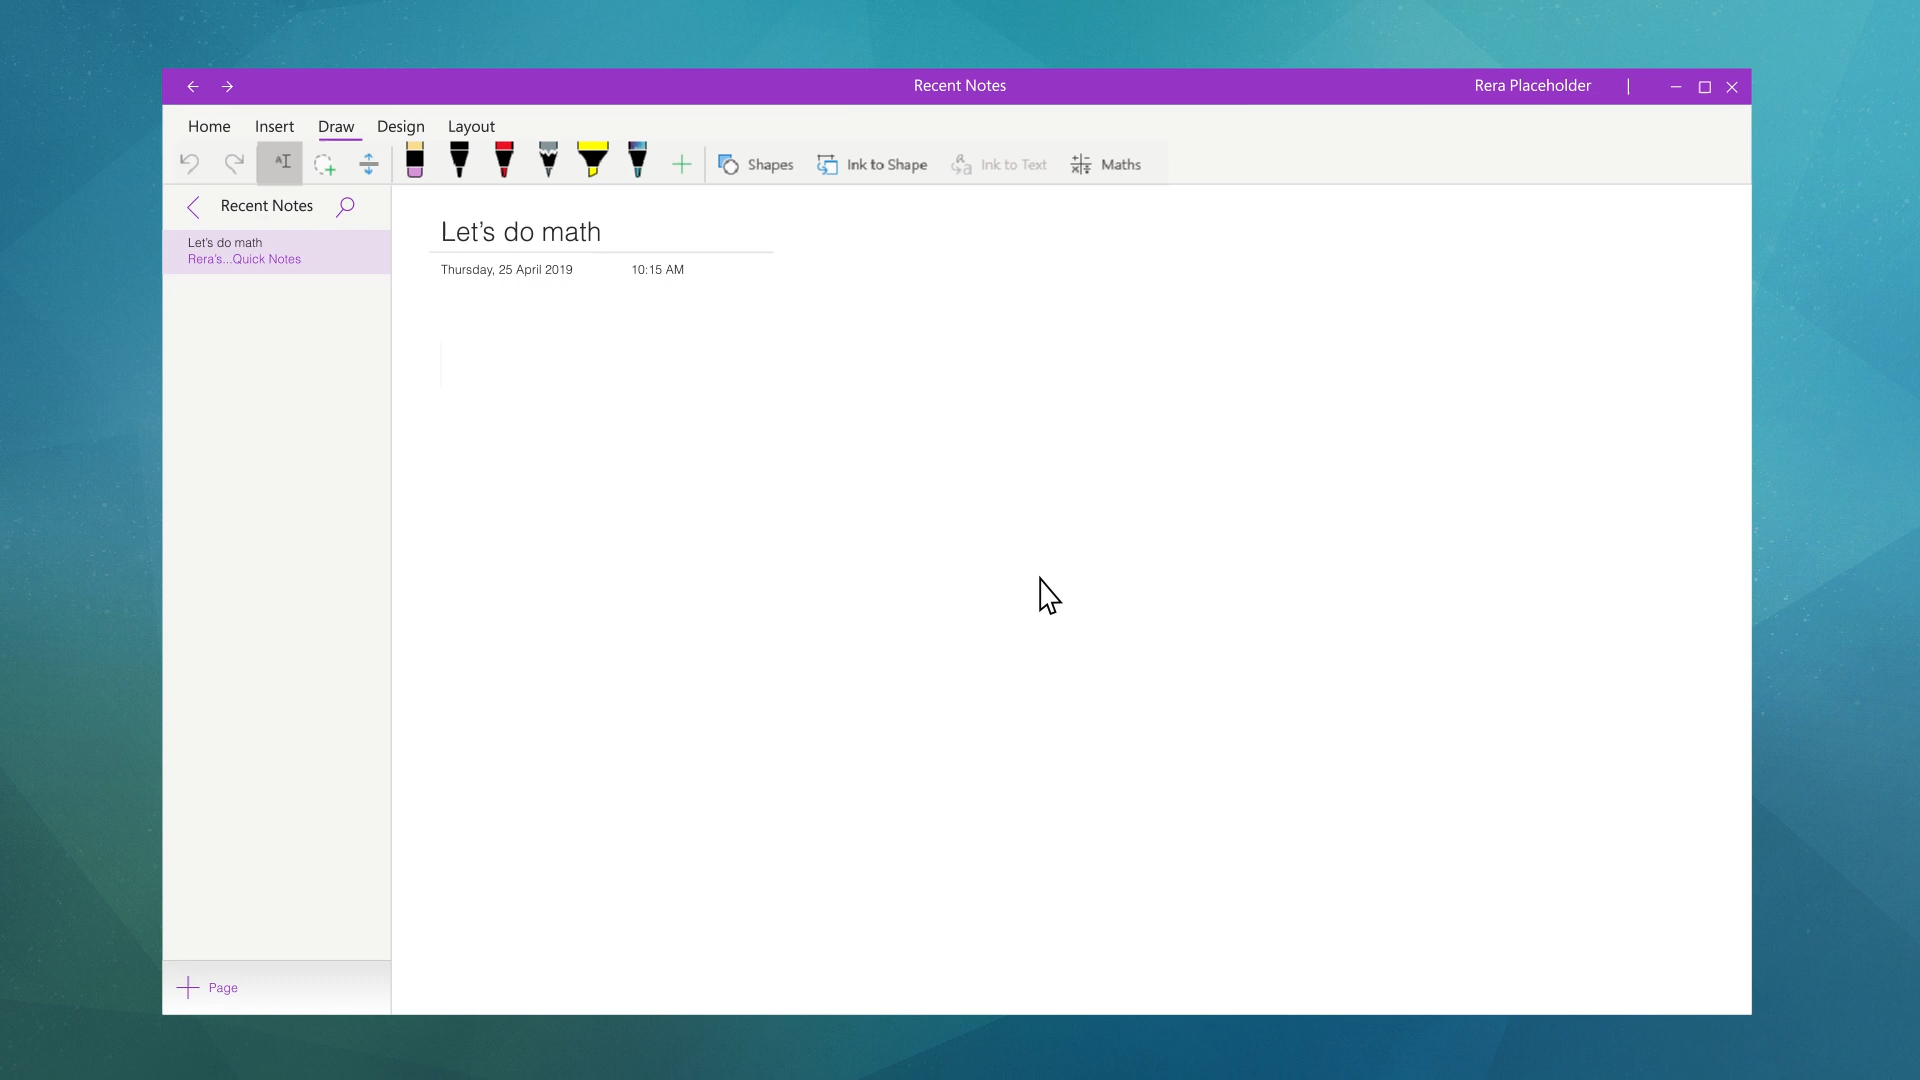 Recent Notes
Rera Placeholder
Home Insert Draw Design Layout
Shapes Ink to Shape Ink to Text Maths
Recent Notes
Let's do math
Rera's...Quick Notes
Let's do math
Thursday, 25 April 2019 10:15 AM
Page